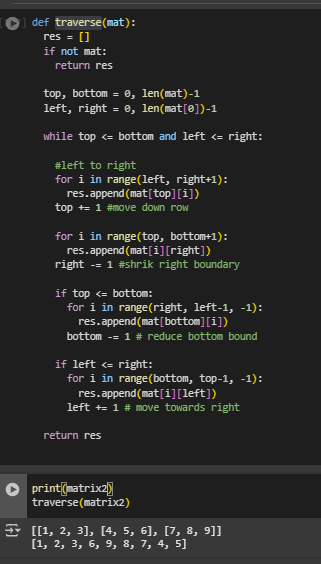 def traverse(mat):
  res = []
  if not mat:
    return res

  top, bottom = 0, len(mat)-1
  left, right = 0, len(mat[0])-1

  while top <= bottom and left <= right:

    #left to right
    for i in range(left, right+1):
      res.append(mat[top][i])
    top += 1 #move down row

    for i in range(top, bottom+1):
      res.append(mat[i][right])
    right -= 1 #shrik right boundary

    if top <= bottom:
      for i in range(right, left-1, -1):
        res.append(mat[bottom][i])
      bottom -= 1 # reduce bottom bound

    if left <= right:
      for i in range(bottom, top-1, -1):
        res.append(mat[i][left])
      left += 1 # move towards right

  return res

print(matrix2)
traverse(matrix2)
[[1, 2, 3], [4, 5, 6], [7, 8, 9]]
[1, 2, 3, 6, 9, 8, 7, 4, 5]